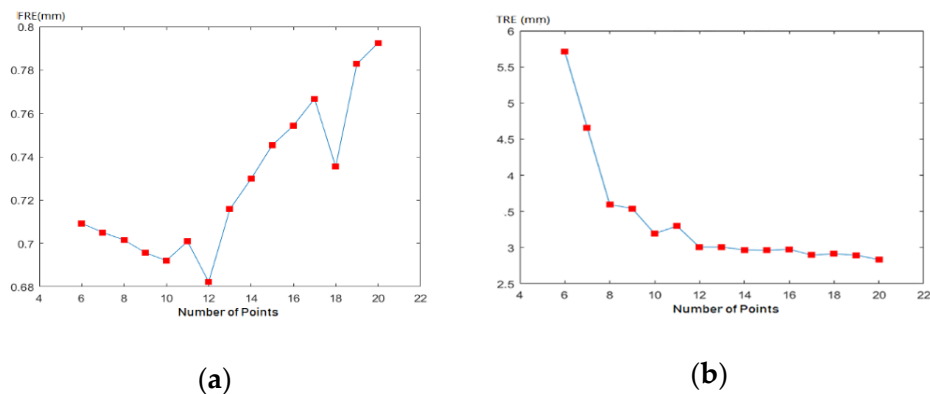 FRE(mm)
0.8
0.78
0.76
0.74
0.72
0.7
0.68
4 6 8 10 12 14 16 18 20 22
Number of Points
(a)
TRE (mm)
6
5.5
5
4.5
4
.5
3
2.5
4 6 8 10 12 14 16 18 20 22
Number of Points
(b)